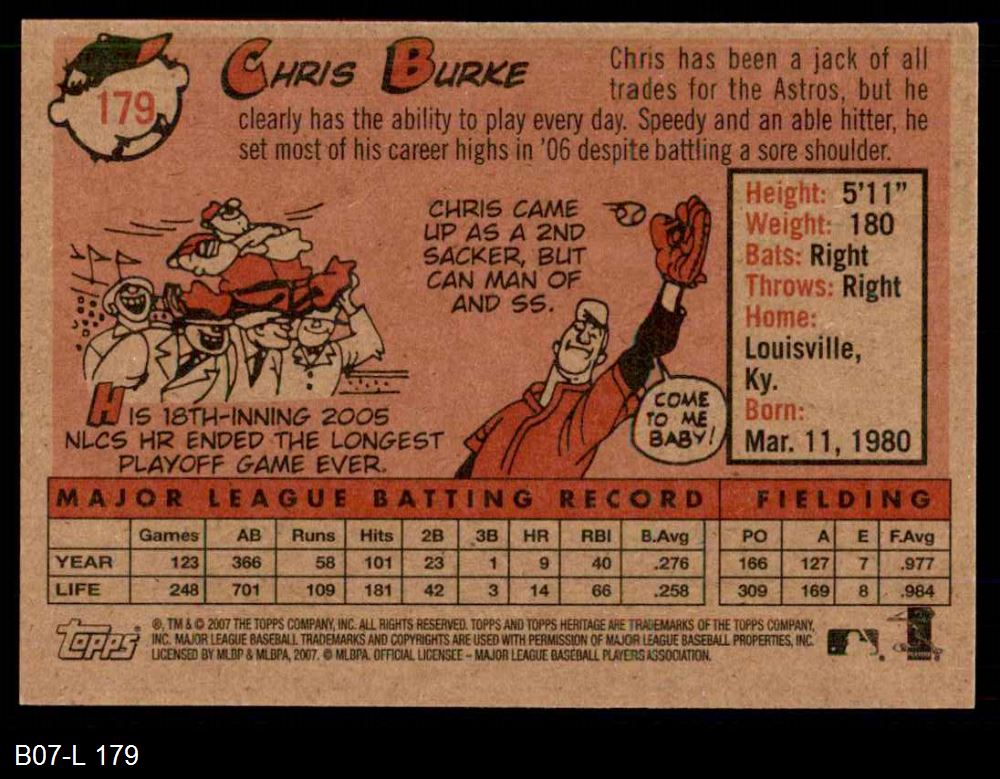 179
CHRIS BURKE
Chris has been a jack of all
trades for the Astros, but he
clearly has the ability to play every day. Speedy and an able hitter, he
set most of his career highs in '06 despite battling a sore shoulder.
CHRIS CAME
UP AS A 2ND
SACKER, BUT
CAN MAN OF
AND SS.
HIS 18TH-INNING 2005
NLCS HR ENDED THE LONGEST
PLAYOFF GAME EVER.
COME
TO ME
BABY!
Height: 5'11"
Weight: 180
Bats: Right
Throws: Right
Home:
Louisville,
Ky.
Born:
Mar. 11, 1980
MAJOR LEAGUE BATTING RECORD FIELDING
Games AB Runs Hits 2B 3B HR RBI B.Avg PO A E F.Avg
YEAR 123 366 58 101 23 1 9 40 .276 166 127 7 .977
LIFE 248 701 109 181 42 3 14 66 .258 309 169 8 .984
TOPPS®
®, TM & © 2007 THE TOPPS COMPANY, INC. ALL RIGHTS RESERVED. TOPPS AND TOPPS HERITAGE ARE TRADEMARKS OF THE TOPPS COMPANY,
INC. MAJOR LEAGUE BASEBALL TRADEMARKS AND COPYRIGHTS ARE USED WITH PERMISSION OF MAJOR LEAGUE BASEBALL PROPERTIES, INC.
LICENSED BY MLBP & MLBPA, 2007. © MLBPA. OFFICIAL LICENSEE – MAJOR LEAGUE BASEBALL PLAYERS ASSOCIATION.
B07-L 179